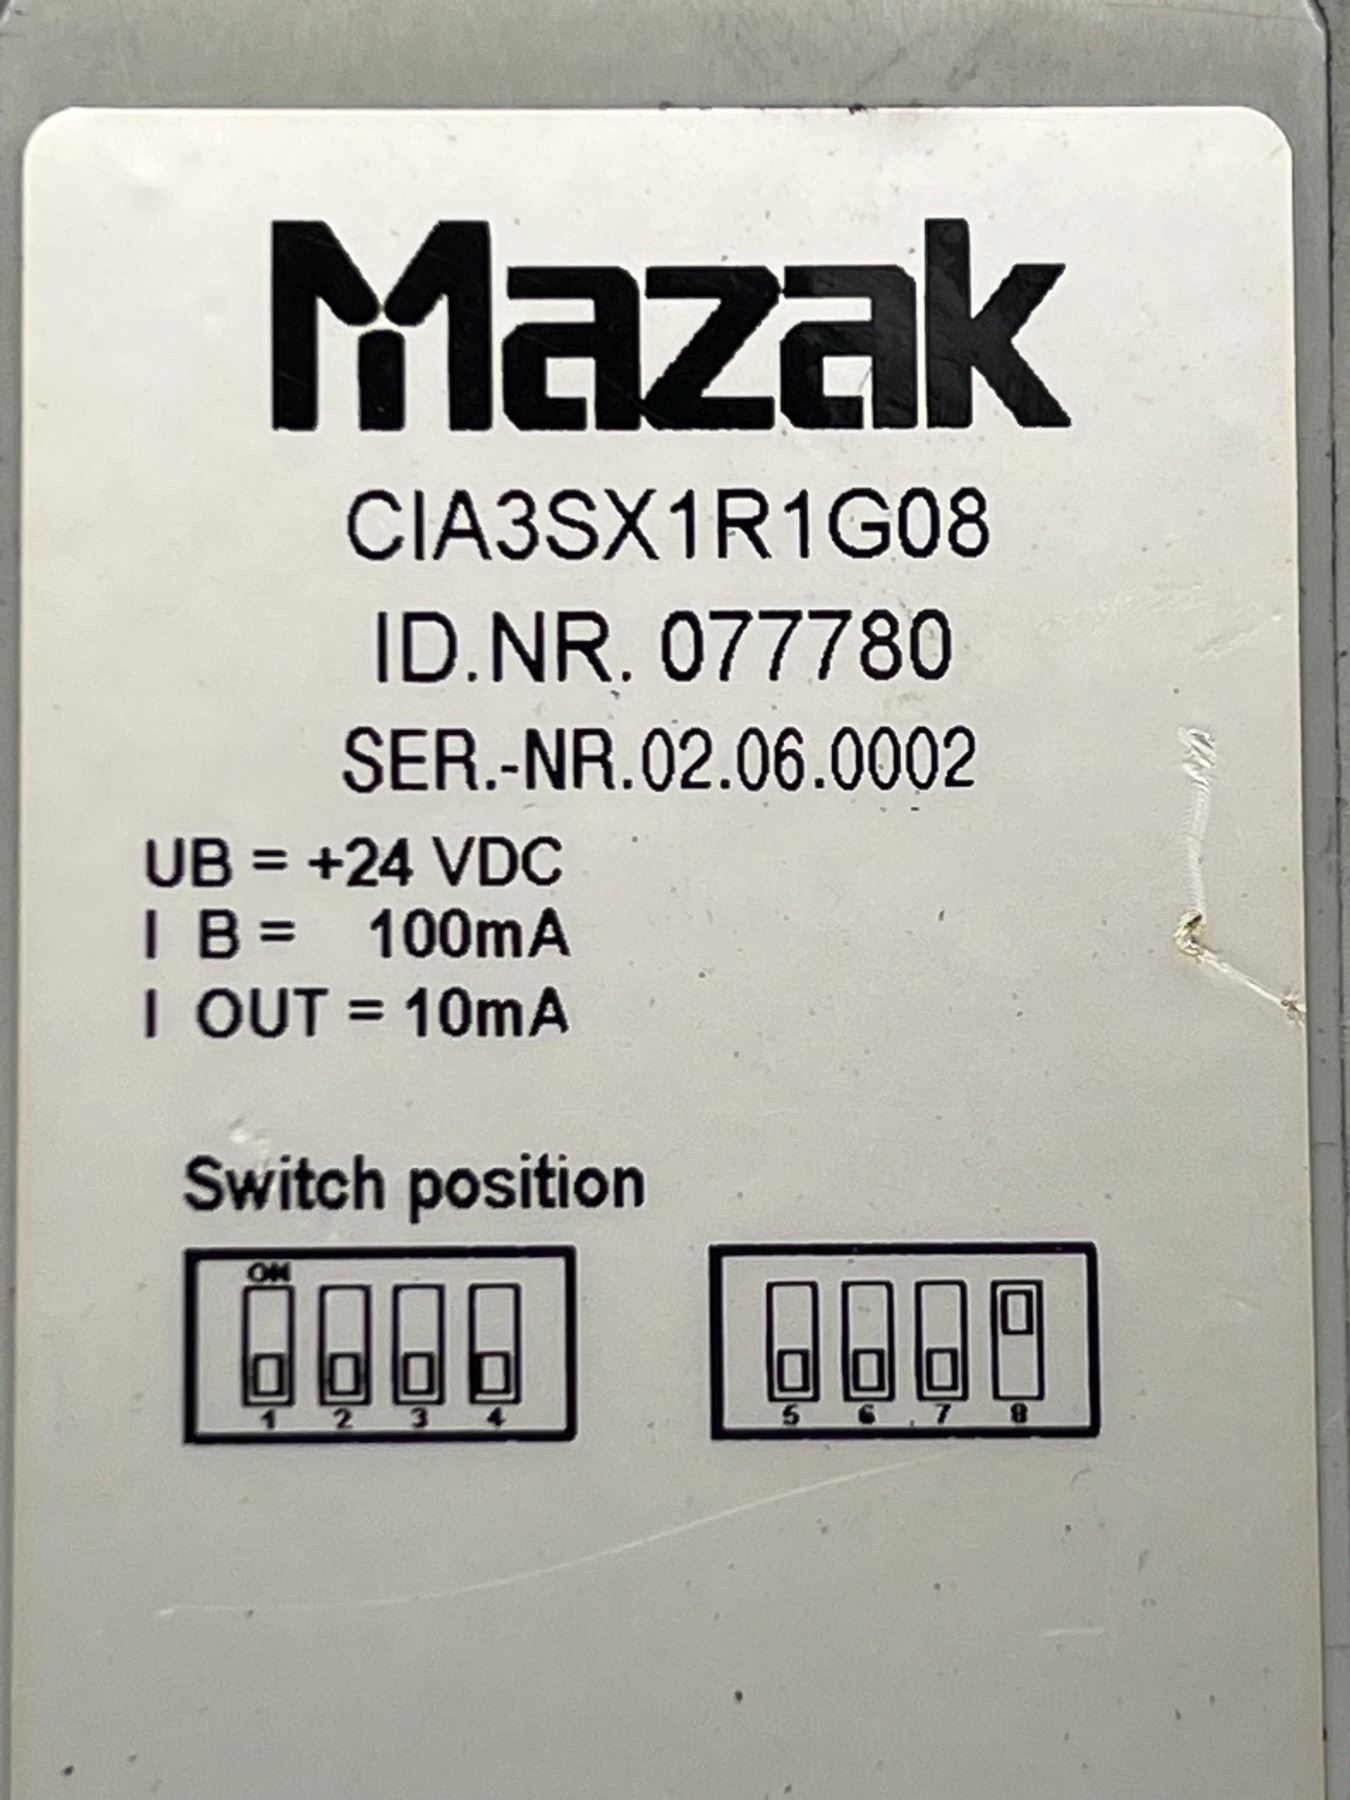 Mazak
CIA3SX1R1G08
ID.NR. 077780
SER.-NR.02.06.0002
UB = +24 VDC
I B = 100mA
I OUT = 10mA
Switch position
ON
1 2 3 4
5 6 7 8